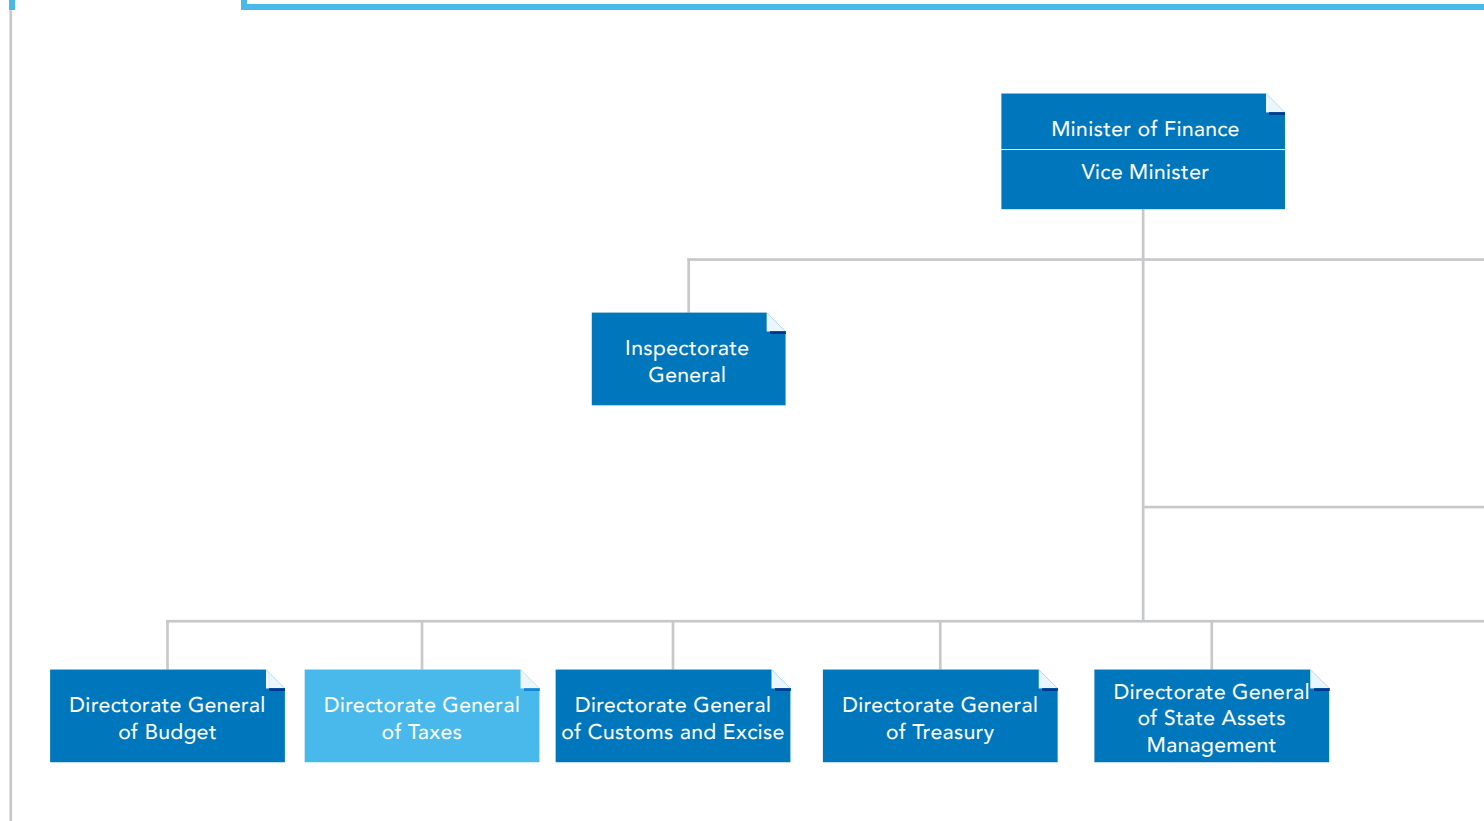 Minister of Finance
Vice Minister
Inspectorate
General
Directorate General
of Budget
Directorate General
of Taxes
Directorate General
of Customs and Excise
Directorate General
of Treasury
Directorate General
of State Assets
Management